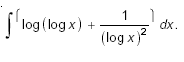 ∫⌈log(log x) + 1/(log x)²⌉ dx.